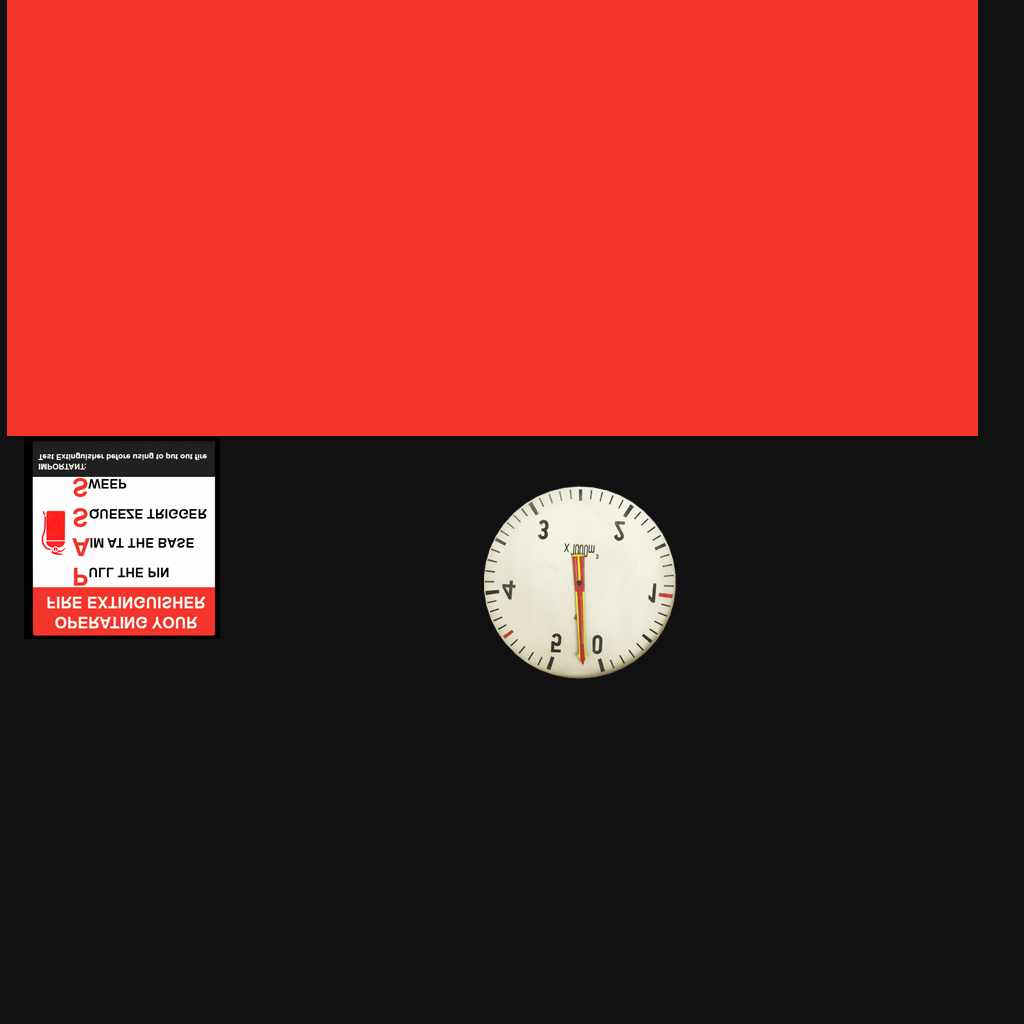 OPERATING YOUR
FIRE EXTINGUISHER
PULL THE PIN
AIM AT THE BASE
SQUEEZE TRIGGER
SWEEP
IMPORTANT:
Test Extinguisher before using to put out fire
5 0
4 1
X 1000m³
3 2